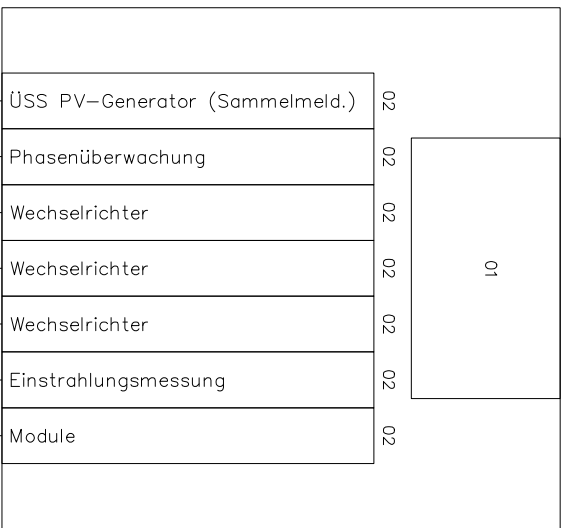 ÜSS PV-Generator (Sammelmeld.) 02
Phasenüberwachung 02
Wechselrichter 02
Wechselrichter 02
01
Wechselrichter 02
Einstrahlungsmessung 02
Module 02